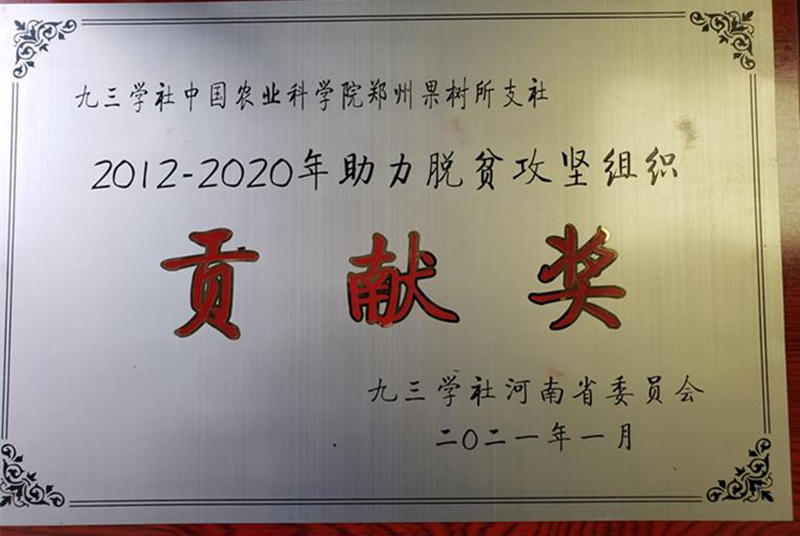 九三学社中国农业科学院郑州果树所支社
2012-2020年助力脱贫攻坚组织
贡献奖
九三学社河南省委员会
二〇二一年一月